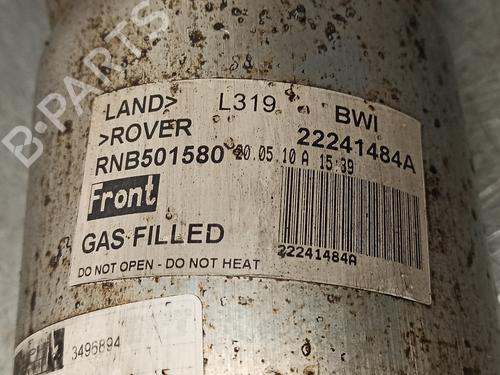 B-PARTS
LAND> L319 BWI
>ROVER 22241484A
RNB501580 20.05.10 A 15:39
Front
GAS FILLED
22241484A
DO NOT OPEN - DO NOT HEAT
3496894